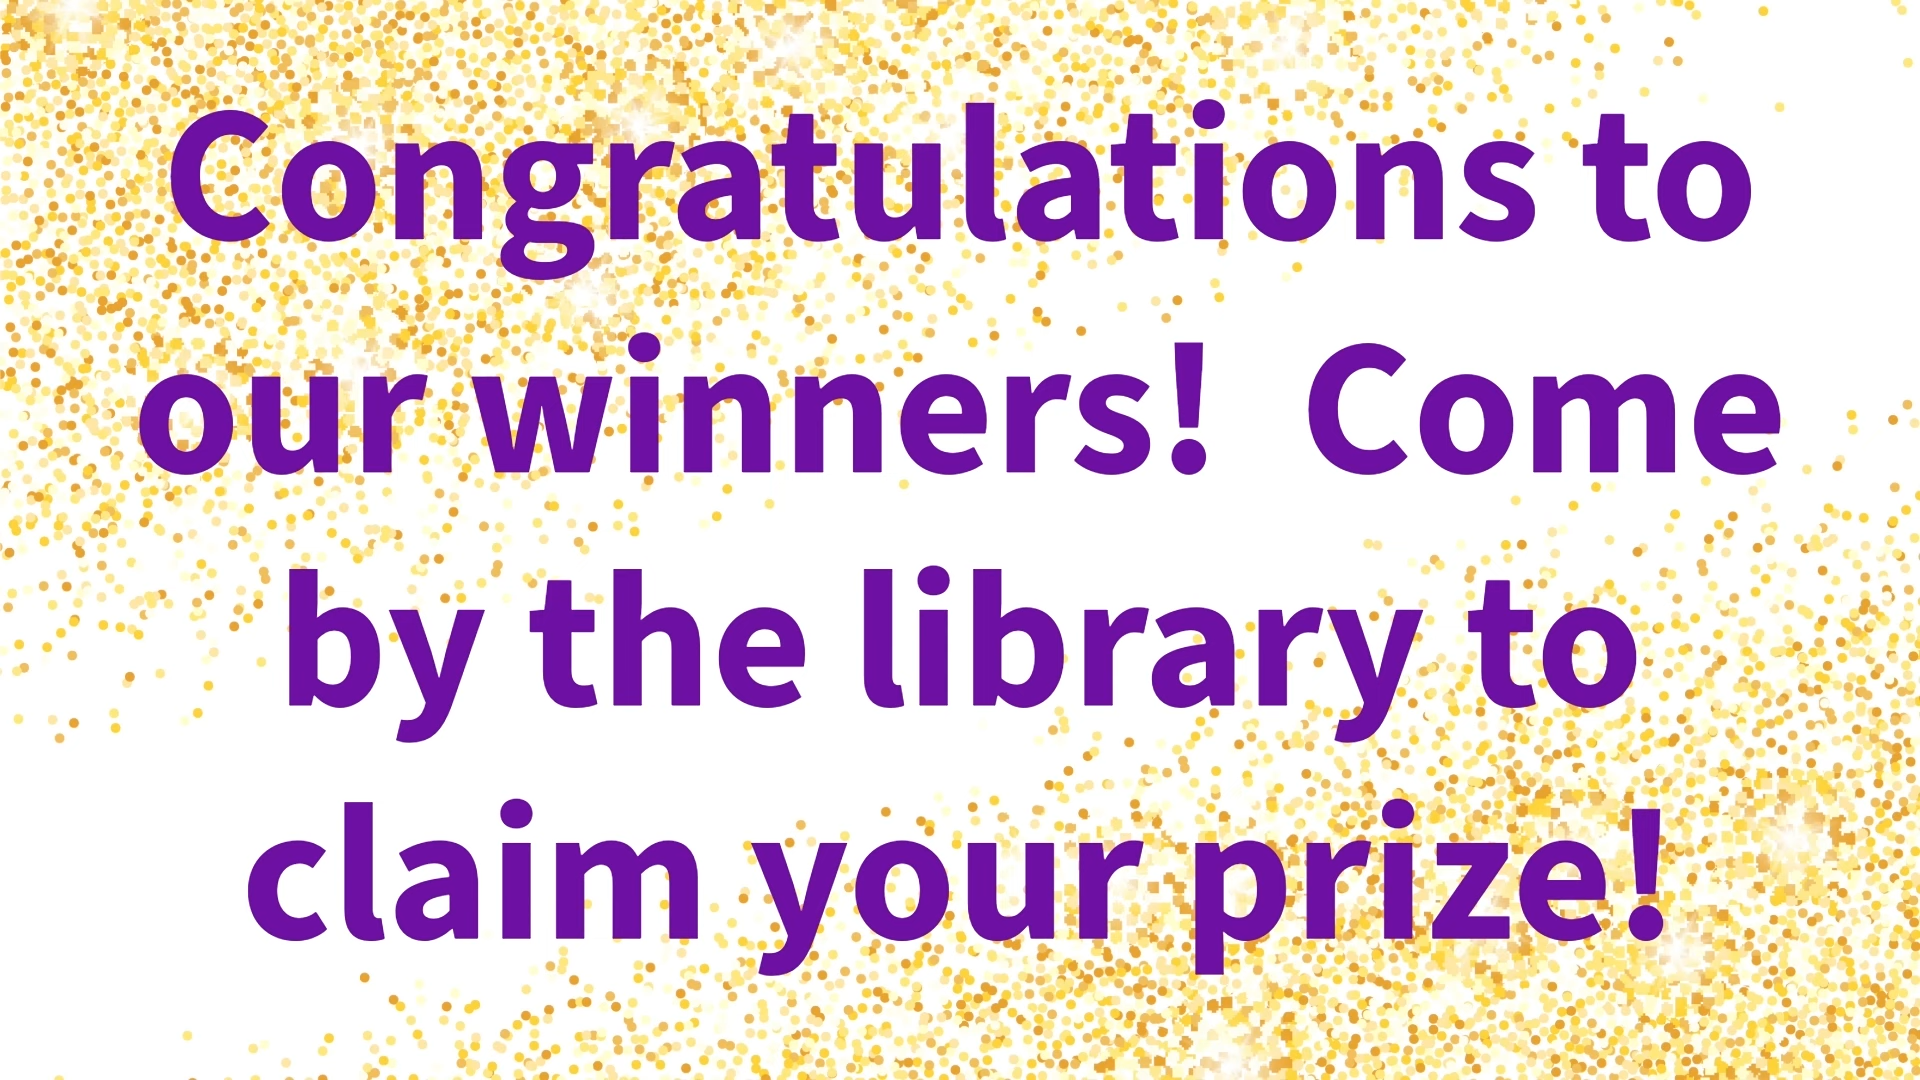 Congratulations to
our winners!  Come
by the library to
claim your prize!